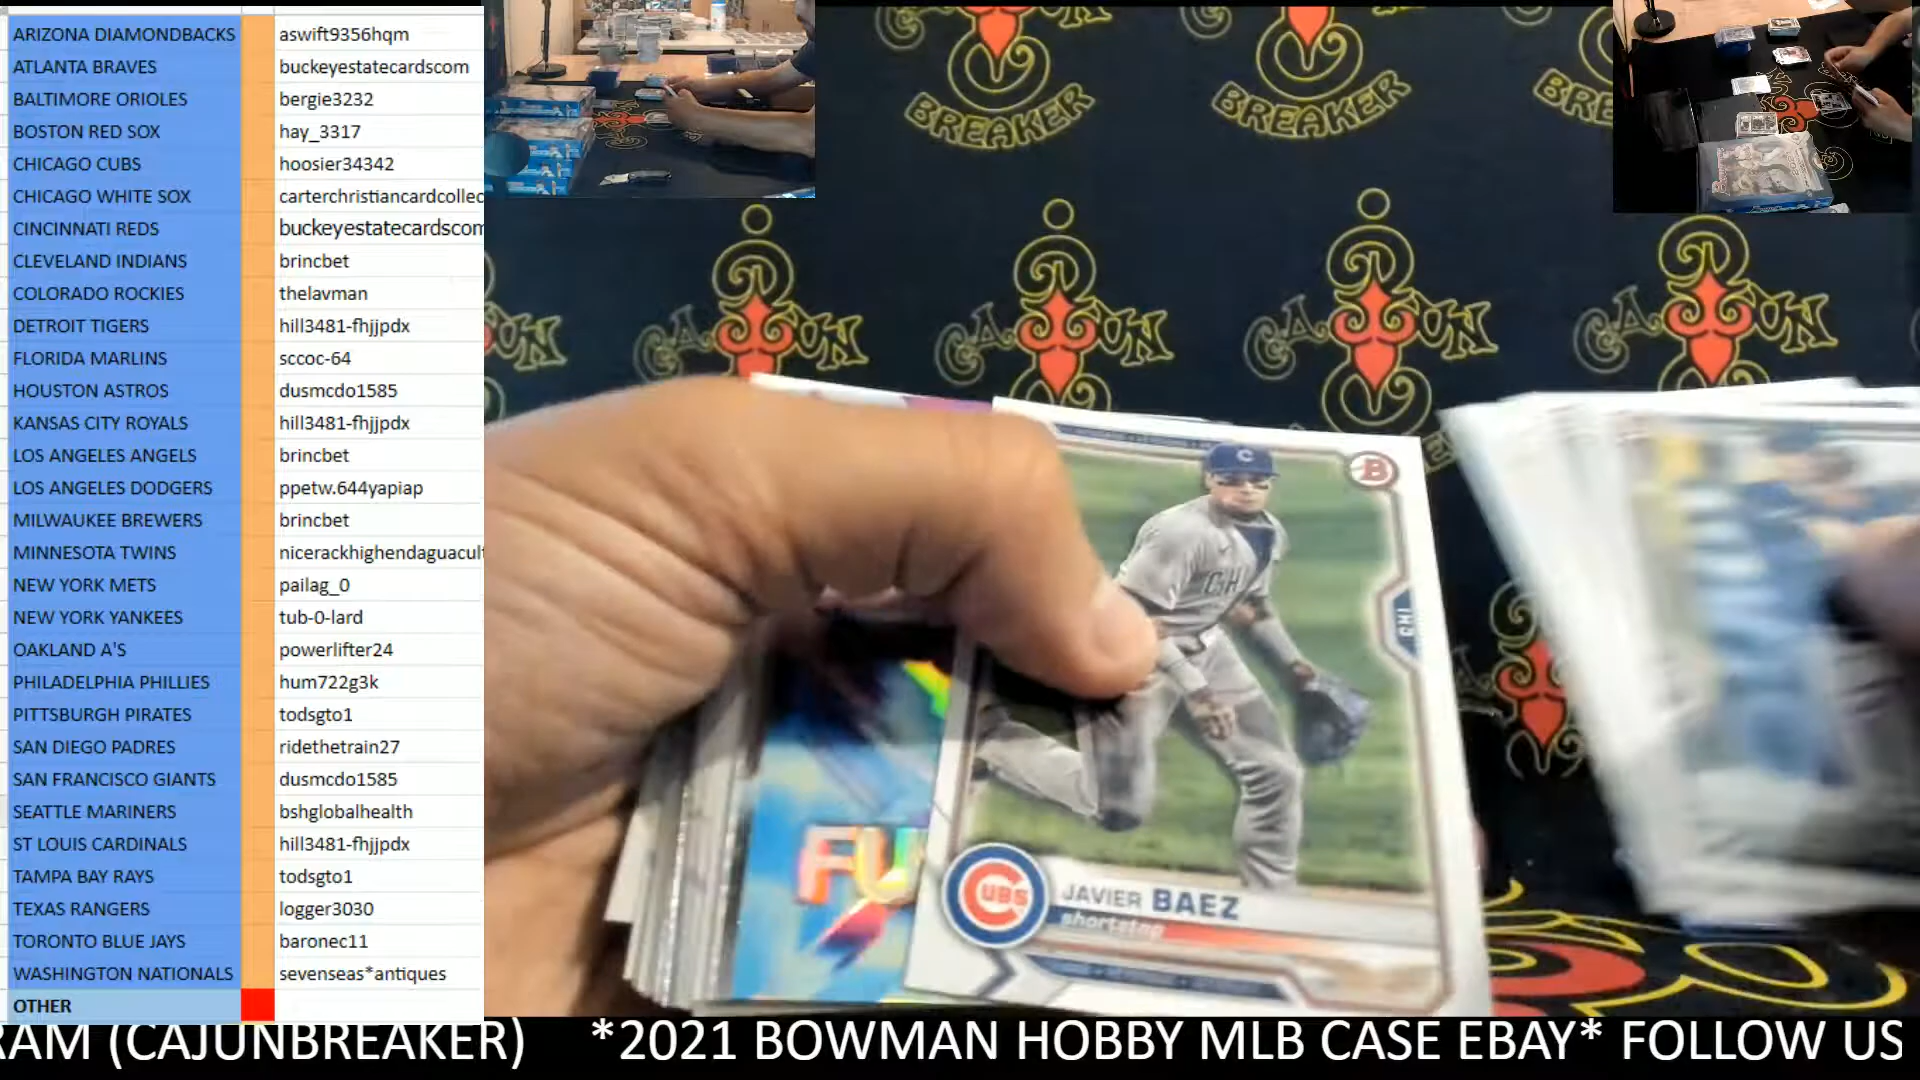 ARIZONA DIAMONDBACKS aswift9356hqm
ATLANTA BRAVES buckeyestatecardscom
BALTIMORE ORIOLES bergie3232
BOSTON RED SOX hay_3317
CHICAGO CUBS hoosier34342
CHICAGO WHITE SOX carterchristiancardcollec
CINCINNATI REDS buckeyestatecardscom
CLEVELAND INDIANS brincbet
COLORADO ROCKIES thelavman
DETROIT TIGERS hill3481-fhjjpdx
FLORIDA MARLINS sccoc-64
HOUSTON ASTROS dusmcdo1585
KANSAS CITY ROYALS hill3481-fhjjpdx
LOS ANGELES ANGELS brincbet
LOS ANGELES DODGERS ppetw.644yapiap
MILWAUKEE BREWERS brincbet
MINNESOTA TWINS nicerackhighendaguacult
NEW YORK METS pailag_0
NEW YORK YANKEES tub-0-lard
OAKLAND A'S powerlifter24
PHILADELPHIA PHILLIES hum722g3k
PITTSBURGH PIRATES todsgto1
SAN DIEGO PADRES ridethetrain27
SAN FRANCISCO GIANTS dusmcdo1585
SEATTLE MARINERS bshglobalhealth
ST LOUIS CARDINALS hill3481-fhjjpdx
TAMPA BAY RAYS todsgto1
TEXAS RANGERS logger3030
TORONTO BLUE JAYS baronec11
WASHINGTON NATIONALS sevenseas*antiques
OTHER
BREAKER BREAKER BRE
UN CAJUN CAJUN CAJUN
C
B
CHI
FU
CUBS
JAVIER BAEZ
shortstop
RAM (CAJUNBREAKER) *2021 BOWMAN HOBBY MLB CASE EBAY* FOLLOW US